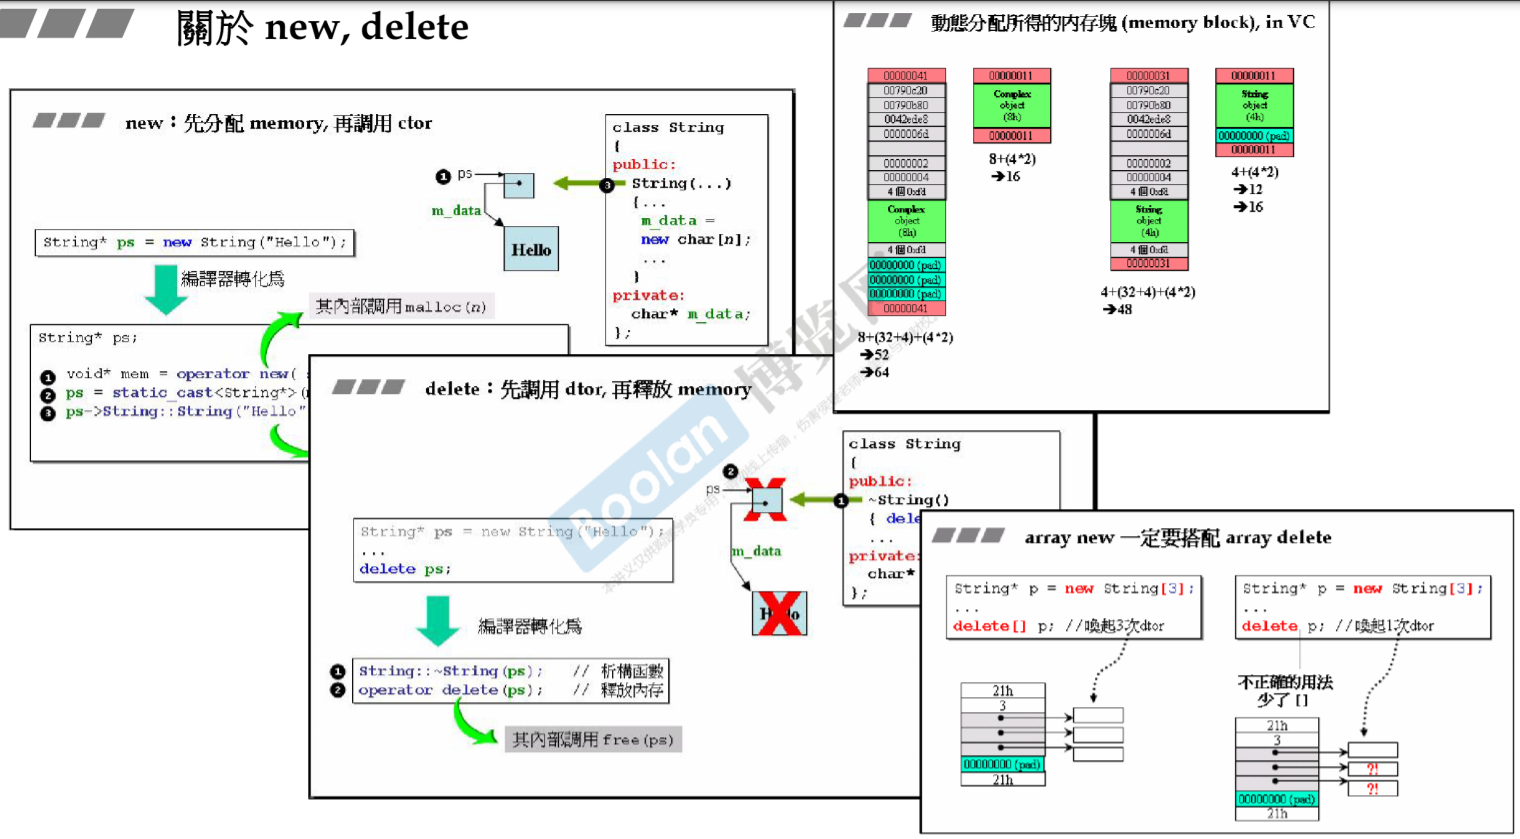 關於 new, delete
new：先分配 memory, 再調用 ctor
String* ps = new String("Hello");
編譯器轉化為
其內部調用 malloc(n)
String* ps;
❶ void* mem = operator new(
❷ ps = static_cast<String*>(
❸ ps->String::String("Hello"
❶ ps
m_data
Hello
❸
class String
{
public:
String(...)
{...
m_data =
new char[n];
...
}
private:
char* m_data;
};
delete：先調用 dtor, 再釋放 memory
String* ps = new String("Hello");
...
delete ps;
編譯器轉化為
❶ String::~String(ps); // 析構函數
❷ operator delete(ps); // 釋放內存
其內部調用 free(ps)
❷
ps
m_data
❶
class String
{
public:
~String()
{ dele
...
private:
char*
};
動態分配所得的內存塊 (memory block), in VC
00000041
00790c20
00790b80
0042ede8
0000006d
00000002
00000004
4 個 0xfd
Complex
object
(8h)
4 個 0xfd
00000000 (pad)
00000000 (pad)
00000000 (pad)
00000041
8+(32+4)+(4*2)
➔52
➔64
00000011
Complex
object
(8h)
00000011
8+(4*2)
➔16
00000031
00790c20
00790b80
0042ede8
0000006d
00000002
00000004
4 個 0xfd
String
object
(4h)
4 個 0xfd
00000031
4+(32+4)+(4*2)
➔48
00000011
String
object
(4h)
00000000 (pad)
00000011
4+(4*2)
➔12
➔16
array new 一定要搭配 array delete
String* p = new String[3];
...
delete[] p; //喚起3次dtor
21h
3
00000000 (pad)
21h
String* p = new String[3];
...
delete p; //喚起1次dtor
不正確的用法
少了 []
21h
3
?!
?!
00000000 (pad)
21h
Boolan 博览网